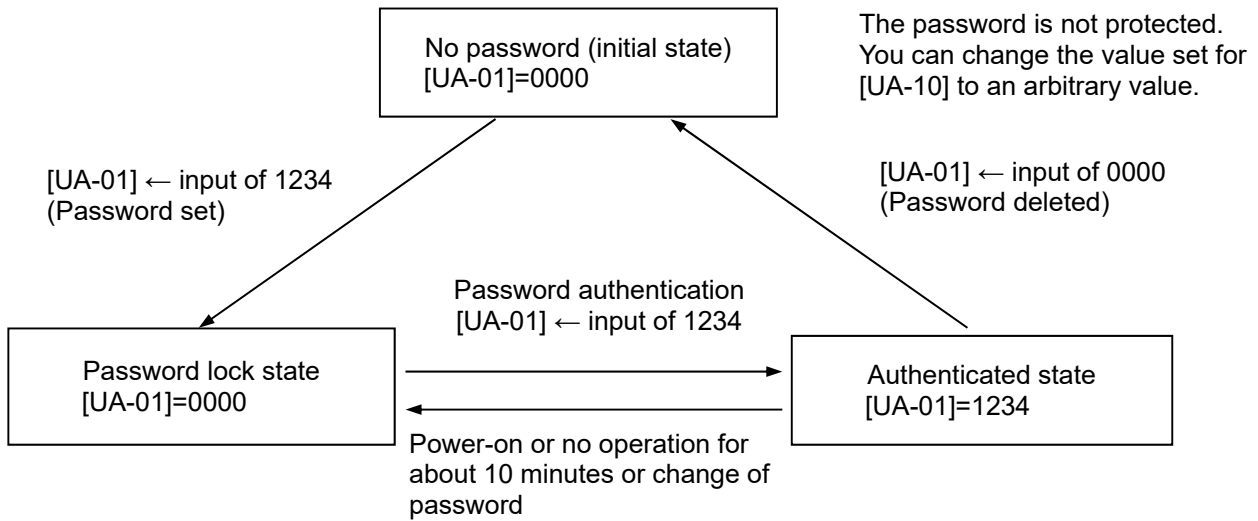 No password (initial state)
[UA-01]=0000
The password is not protected.
You can change the value set for
[UA-10] to an arbitrary value.
[UA-01] ← input of 1234
(Password set)
[UA-01] ← input of 0000
(Password deleted)
Password authentication
[UA-01] ← input of 1234
Password lock state
[UA-01]=0000
Authenticated state
[UA-01]=1234
Power-on or no operation for
about 10 minutes or change of
password